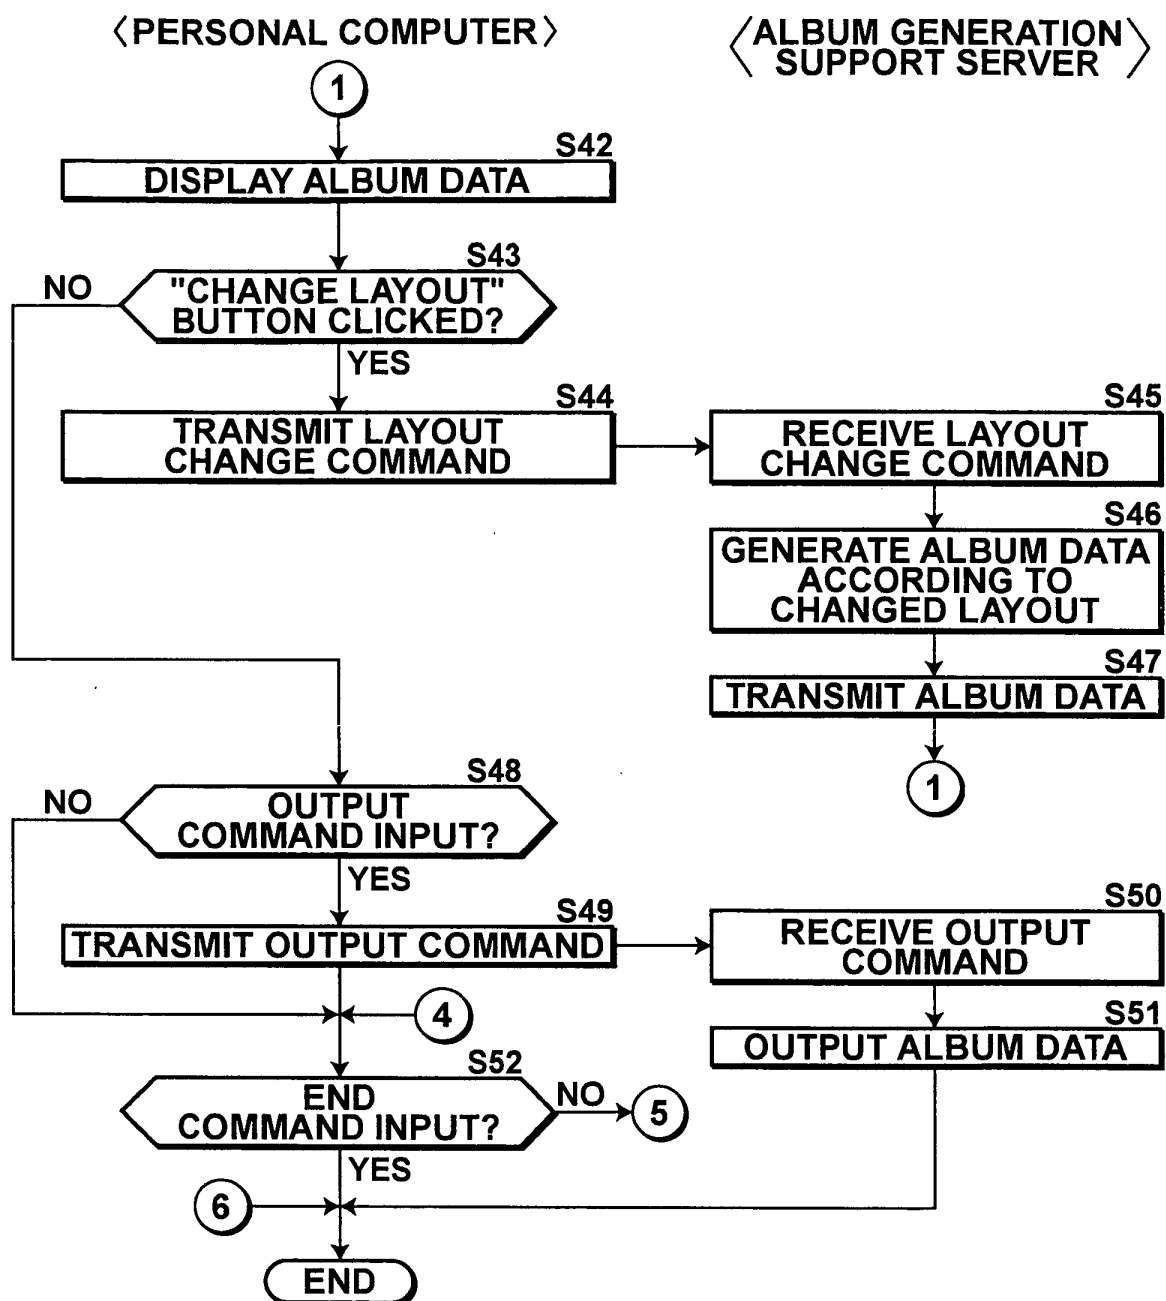 〈PERSONAL COMPUTER〉
〈ALBUM GENERATION
SUPPORT SERVER〉
1
S42
DISPLAY ALBUM DATA
S43
NO
"CHANGE LAYOUT"
BUTTON CLICKED?
YES
S44
TRANSMIT LAYOUT
CHANGE COMMAND
S45
RECEIVE LAYOUT
CHANGE COMMAND
S46
GENERATE ALBUM DATA
ACCORDING TO
CHANGED LAYOUT
S47
TRANSMIT ALBUM DATA
1
S48
NO
OUTPUT
COMMAND INPUT?
YES
S49
TRANSMIT OUTPUT COMMAND
S50
RECEIVE OUTPUT
COMMAND
S51
OUTPUT ALBUM DATA
4
S52
END
COMMAND INPUT?
NO
5
YES
6
END